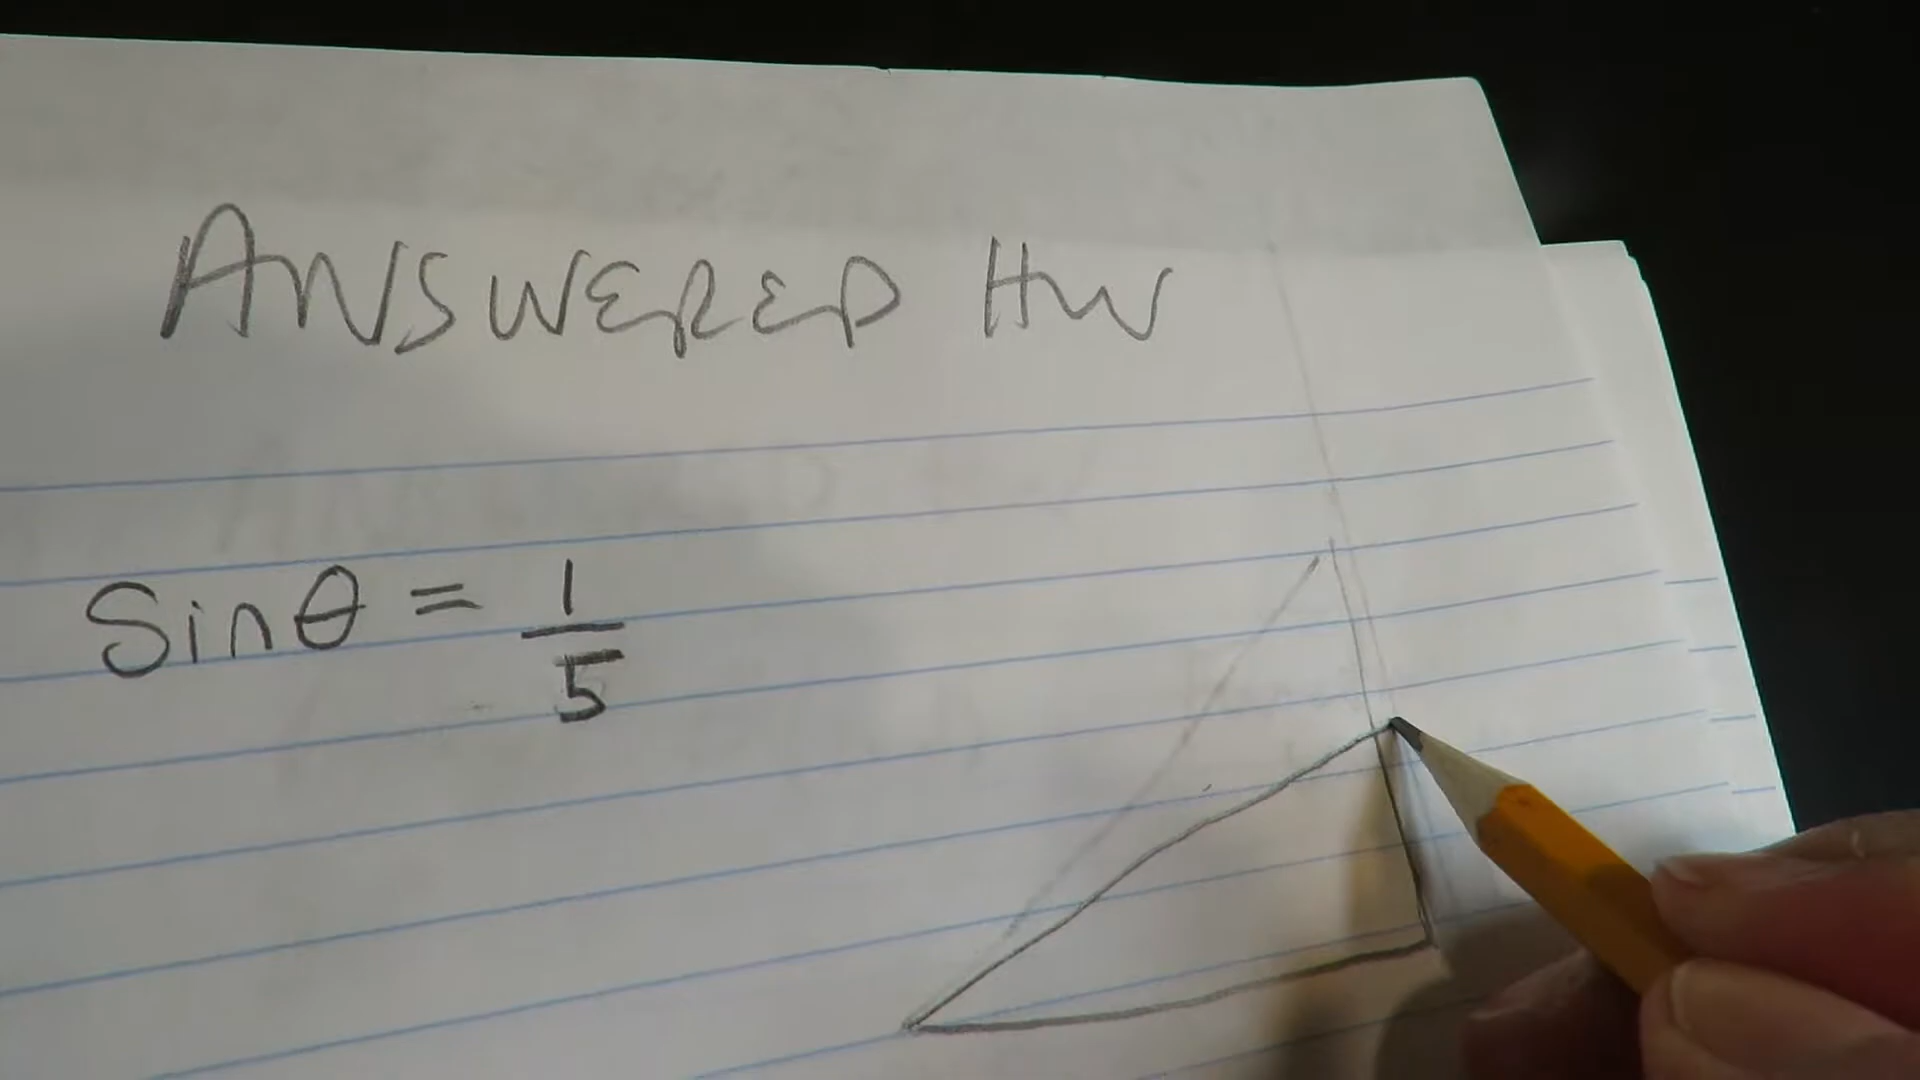 ANSWERED HW
Sinθ = 1/5